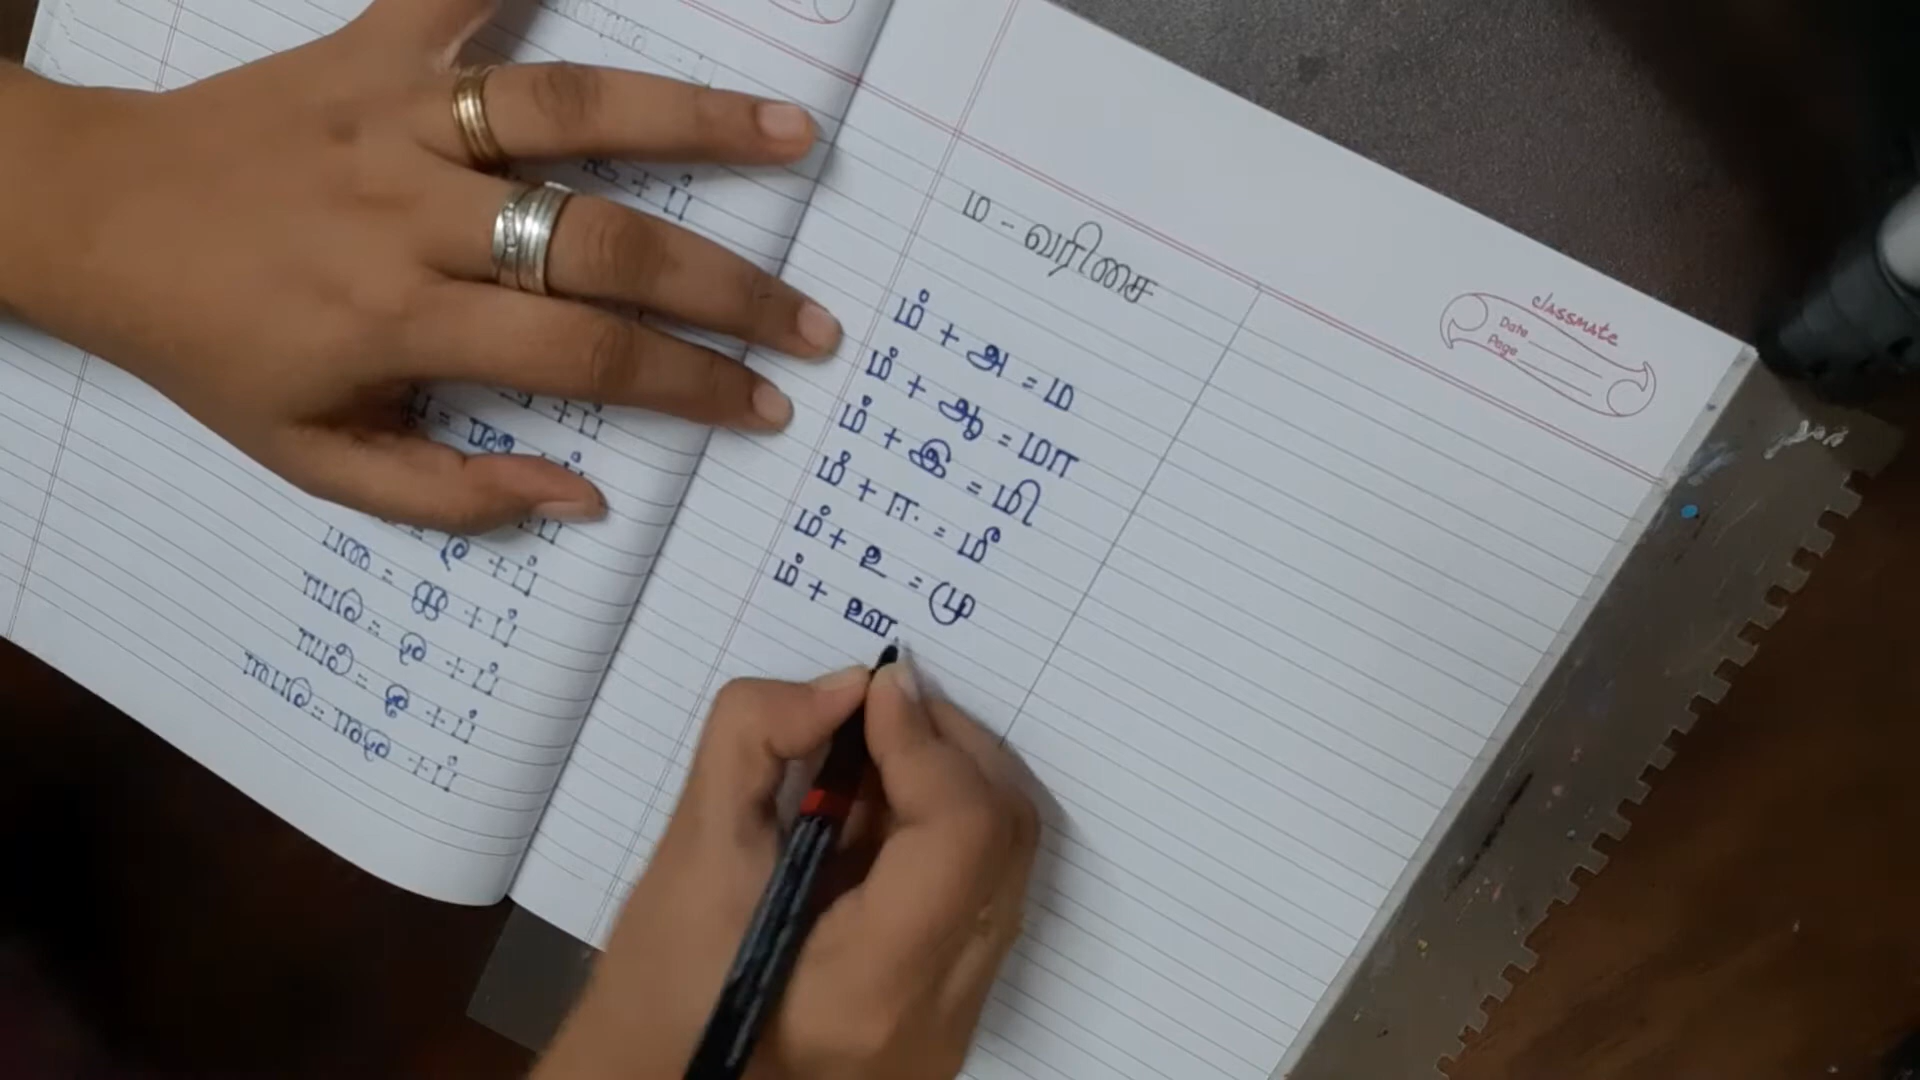 ம - வரிசை
ம் + அ = ம
ம் + ஆ = மா
ம் + இ = மி
ம் + ஈ = மீ
ம் + உ = மு
ம் + ஊ
classmate
Date
Page
ப் + ஐ = பை
ப் + ஒ = பொ
ப் + ஓ = போ
ப் + ஔ = பௌ